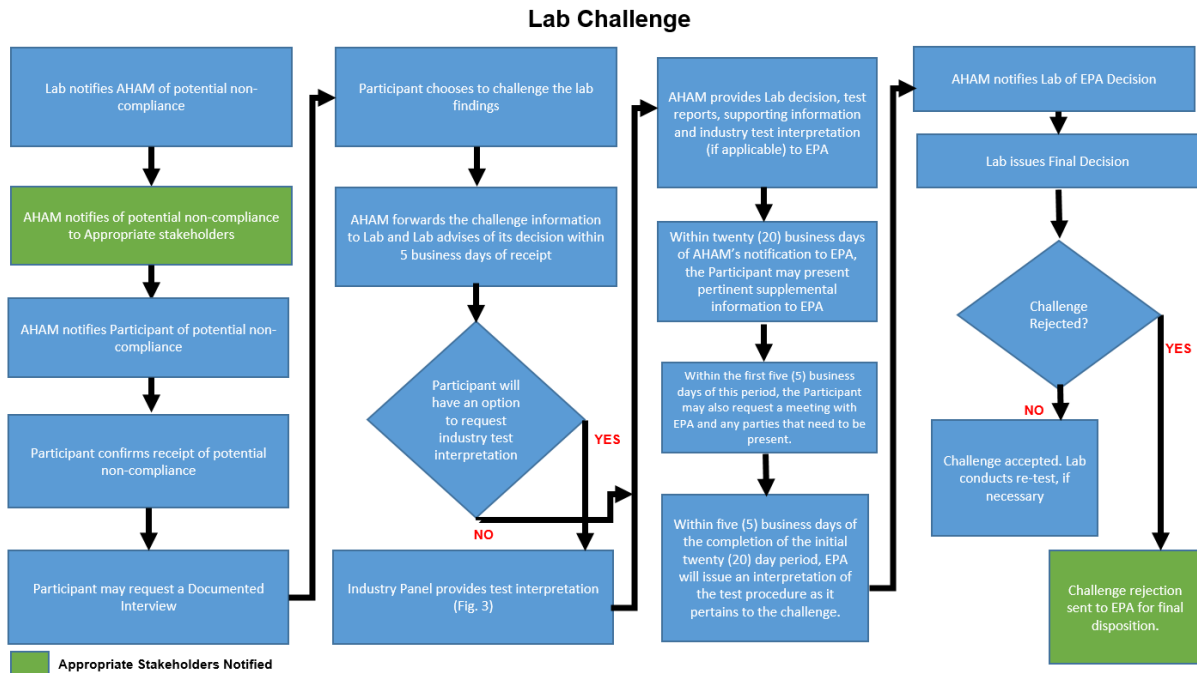 Lab Challenge
Lab notifies AHAM of potential non-
compliance
AHAM notifies of potential non-compliance
to Appropriate stakeholders
AHAM notifies Participant of potential non-
compliance
Participant confirms receipt of potential
non-compliance
Participant may request a Documented
Interview
Participant chooses to challenge the lab
findings
AHAM forwards the challenge information
to Lab and Lab advises of its decision within
5 business days of receipt
Participant will
have an option to
request
industry test
interpretation
YES
NO
Industry Panel provides test interpretation
(Fig. 3)
AHAM provides Lab decision, test
reports, supporting information
and industry test interpretation
(if applicable) to EPA
Within twenty (20) business days
of AHAM's notification to EPA,
the Participant may present
pertinent supplemental
information to EPA
Within the first five (5) business
days of this period, the Participant
may also request a meeting with
EPA and any parties that need to be
present.
Within five (5) business days of
the completion of the initial
twenty (20) day period, EPA
will issue an interpretation of
the test procedure as it
pertains to the challenge.
AHAM notifies Lab of EPA Decision
Lab issues Final Decision
Challenge
Rejected?
YES
NO
Challenge accepted. Lab
conducts re-test, if
necessary
Challenge rejection
sent to EPA for final
disposition.
Appropriate Stakeholders Notified